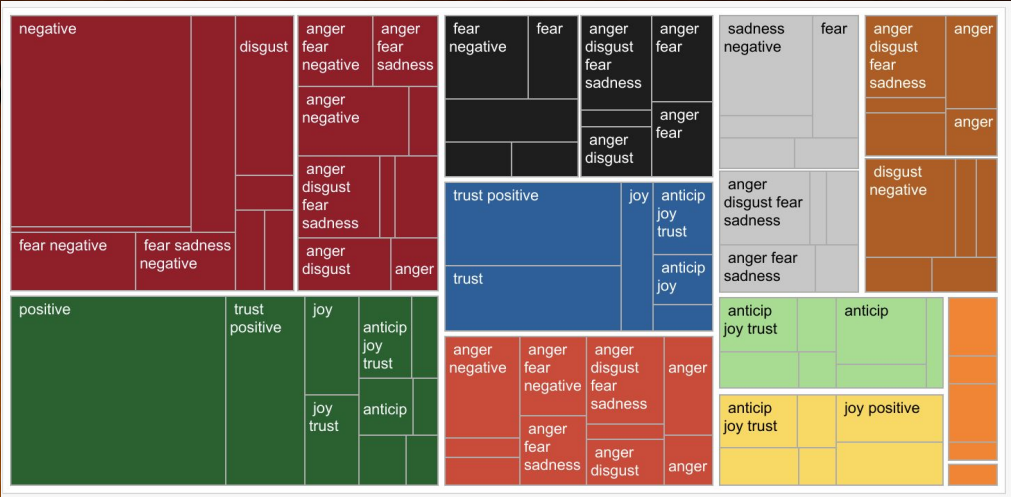 negative
disgust
fear negative
fear sadness
negative
anger
fear
negative
anger
fear
sadness
anger
negative
anger
disgust
fear
sadness
anger
disgust
anger
positive
trust
positive
joy
joy
trust
anticip
joy
trust
anticip
fear
negative
fear
anger
disgust
fear
sadness
anger
disgust
anger
fear
anger
fear
trust positive
trust
joy
anticip
joy
trust
anticip
joy
anger
negative
anger
fear
negative
anger
fear
sadness
anger
disgust
fear
sadness
anger
disgust
anger
anger
sadness
negative
fear
anger
disgust fear
sadness
anger fear
sadness
anger
disgust
fear
sadness
anger
anger
disgust
negative
anticip
joy trust
anticip
anticip
joy trust
joy positive